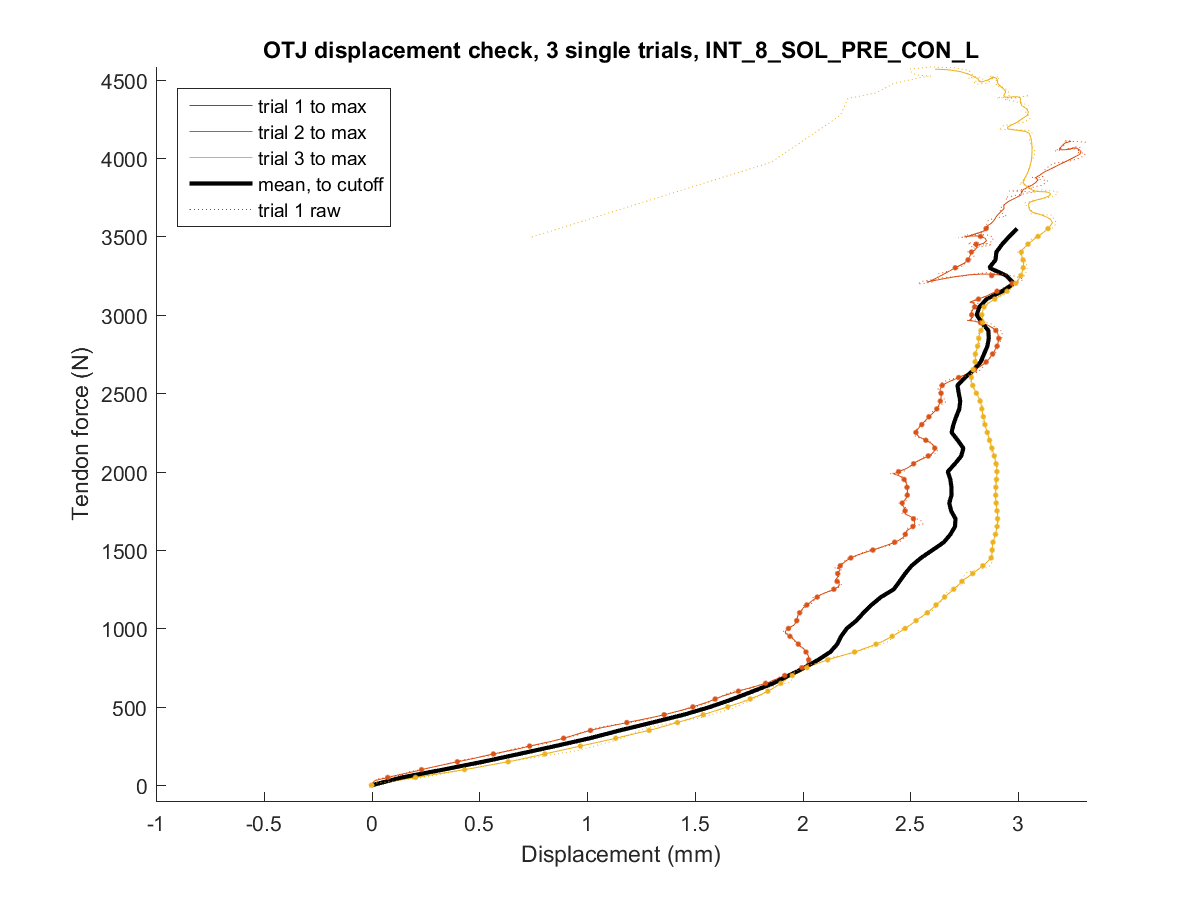 OTJ displacement check, 3 single trials, INT_8_SOL_PRE_CON_L
4500
4000
3500
3000
2500
2000
1500
1000
500
0
trial 1 to max
trial 2 to max
trial 3 to max
mean, to cutoff
trial 1 raw
Tendon force (N)
-1 -0.5 0 0.5 1 1.5 2 2.5 3
Displacement (mm)